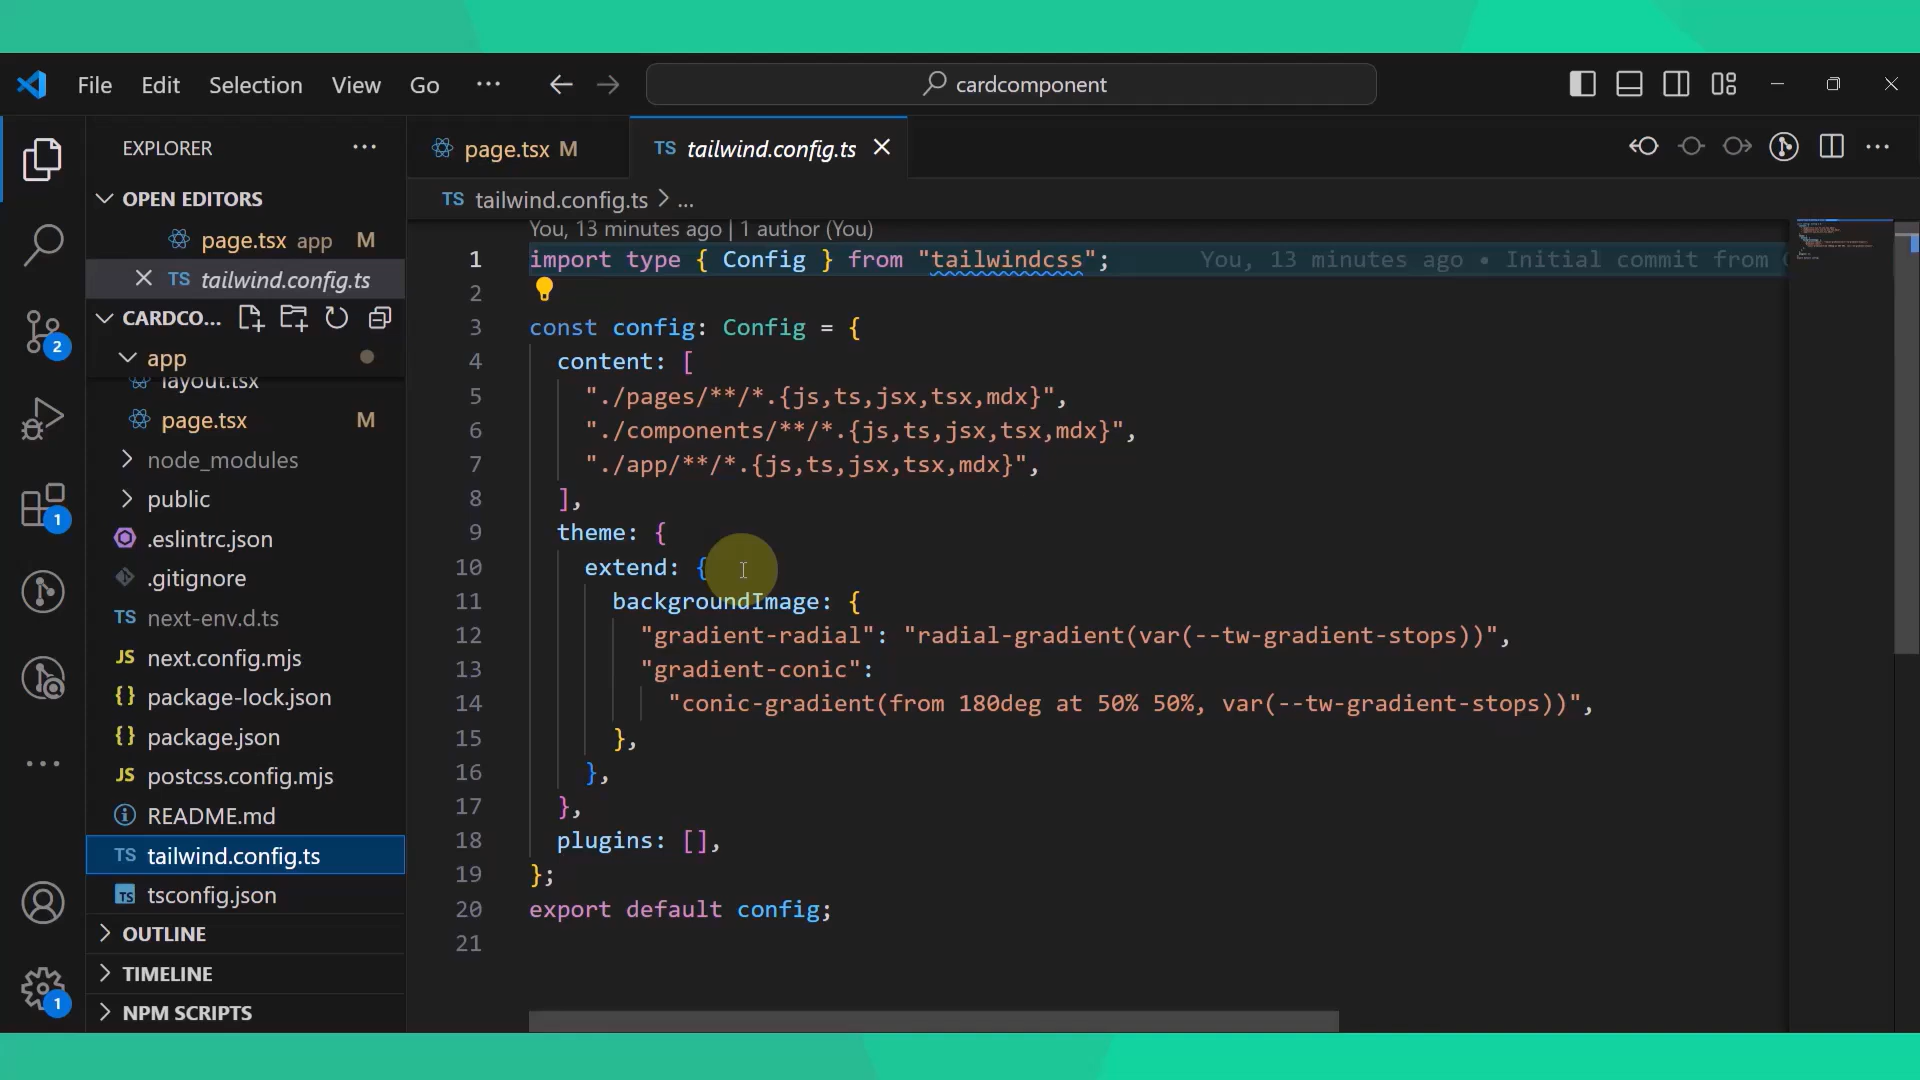 File Edit Selection View Go ...
cardcomponent
EXPLORER
OPEN EDITORS
page.tsx app M
TS tailwind.config.ts
CARDCO...
app
layout.tsx
page.tsx M
node_modules
public
.eslintrc.json
.gitignore
TS next-env.d.ts
JS next.config.mjs
{} package-lock.json
{} package.json
JS postcss.config.mjs
README.md
TS tailwind.config.ts
TS tsconfig.json
OUTLINE
TIMELINE
NPM SCRIPTS
2
1
1
page.tsx M
TS tailwind.config.ts
TS tailwind.config.ts > ...
You, 13 minutes ago | 1 author (You)
1 import type { Config } from "tailwindcss"; You, 13 minutes ago • Initial commit from
2
3 const config: Config = {
4 content: [
5 "./pages/**/*.{js,ts,jsx,tsx,mdx}",
6 "./components/**/*.{js,ts,jsx,tsx,mdx}",
7 "./app/**/*.{js,ts,jsx,tsx,mdx}",
8 ],
9 theme: {
10 extend: {
11 backgroundImage: {
12 "gradient-radial": "radial-gradient(var(--tw-gradient-stops))",
13 "gradient-conic":
14 "conic-gradient(from 180deg at 50% 50%, var(--tw-gradient-stops))",
15 },
16 },
17 },
18 plugins: [],
19 };
20 export default config;
21